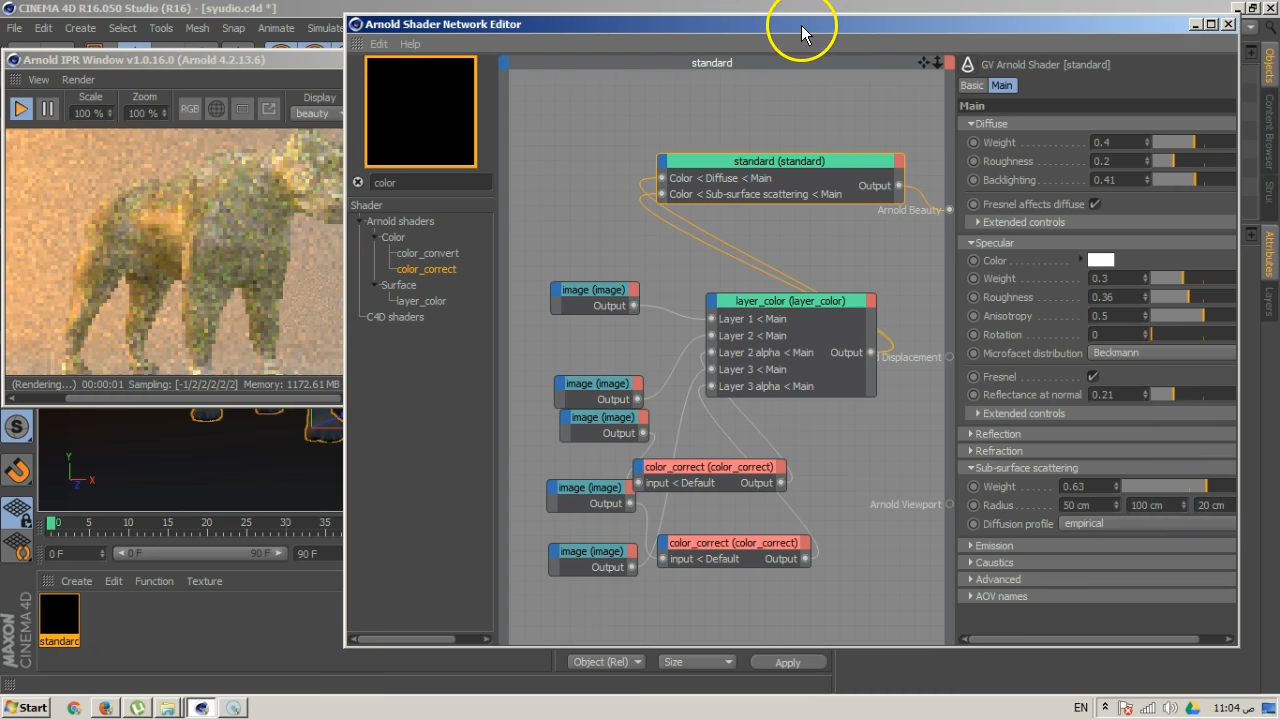 CINEMA 4D R16.050 Studio (R16) - [syudio.c4d *]
File Edit Create Select Tools Mesh Snap Animate Simulate
Arnold IPR Window v1.0.16.0 (Arnold 4.2.13.6)
View Render
Scale Zoom Display
100 % 100 % RGB beauty
(Rendering...) 00:00:01 Sampling: [-1/2/2/2/2/2] Memory: 1172.61 MB
Y
X
Z
S
0 5 10 15 20 25 30 35
0 F 0 F 90 F 90 F
Create Edit Function Texture
standard
MAXON
CINEMA 4D
Object (Rel) Size Apply
Arnold Shader Network Editor
Edit Help
color
Shader
Arnold shaders
Color
color_convert
color_correct
Surface
layer_color
C4D shaders
standard
standard (standard)
Color < Diffuse < Main
Color < Sub-surface scattering < Main
Output
Arnold Beauty
image (image)
Output
layer_color (layer_color)
Layer 1 < Main
Layer 2 < Main
Layer 2 alpha < Main
Layer 3 < Main
Layer 3 alpha < Main
Output
Displacement
image (image)
Output
image (image)
Output
color_correct (color_correct)
input < Default Output
image (image)
Output
Arnold Viewport
color_correct (color_correct)
input < Default Output
image (image)
Output
GV Arnold Shader [standard]
Basic Main
Main
Diffuse
Weight 0.4
Roughness 0.2
Backlighting 0.41
Fresnel affects diffuse
Extended controls
Specular
Color
Weight 0.3
Roughness 0.36
Anisotropy 0.5
Rotation 0
Microfacet distribution Beckmann
Fresnel
Reflectance at normal 0.21
Extended controls
Reflection
Refraction
Sub-surface scattering
Weight 0.63
Radius 50 cm 100 cm 20 cm
Diffusion profile empirical
Emission
Caustics
Advanced
AOV names
Objects
Content Browser
Attributes
Layers
Start
EN
11:04 ص